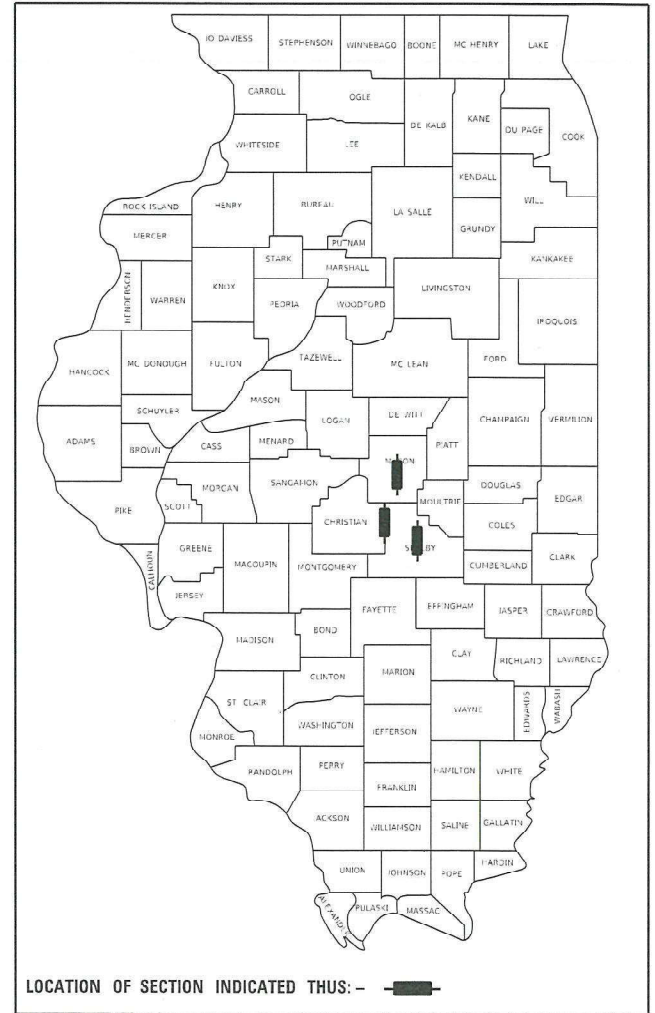 JO DAVIESS STEPHENSON WINNEBAGO BOONE MC HENRY LAKE
CARROLL OGLE DE KALB KANE DU PAGE COOK
WHITESIDE LEE KENDALL WILL
ROCK ISLAND HENRY BUREAU LA SALLE GRUNDY
MERCER PUTNAM KANKAKEE
STARK MARSHALL
HENDERSON WARREN KNOX PEORIA WOODFORD LIVINGSTON IROQUOIS
HANCOCK MC DONOUGH FULTON TAZEWELL MC LEAN FORD
SCHUYLER MASON LOGAN DE WITT CHAMPAIGN VERMILION
ADAMS BROWN CASS MENARD PIATT
MORGAN SANGAMON DOUGLAS
PIKE SCOTT CHRISTIAN MOULTRIE COLES EDGAR
GREENE MACOUPIN MONTGOMERY CUMBERLAND CLARK
CALHOUN JERSEY FAYETTE EFFINGHAM JASPER CRAWFORD
MADISON BOND CLAY RICHLAND LAWRENCE
CLINTON MARION
ST CLAIR WAYNE EDWARDS WABASH
MONROE WASHINGTON JEFFERSON
RANDOLPH PERRY HAMILTON WHITE
FRANKLIN
ACKSON WILLIAMSON SALINE GALLATIN
UNION JOHNSON POPE HARDIN
ALEXANDER PULASKI MASSAC
LOCATION OF SECTION INDICATED THUS: –